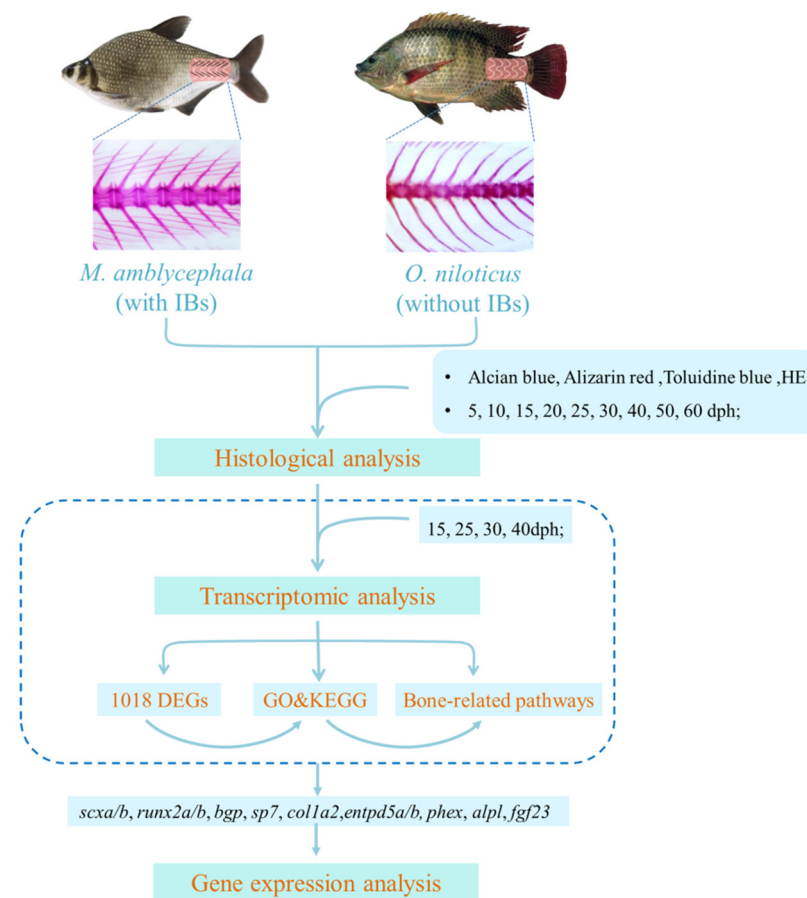 M. amblycephala
(with IBs)
O. niloticus
(without IBs)
• Alcian blue, Alizarin red ,Toluidine blue ,HE
• 5, 10, 15, 20, 25, 30, 40, 50, 60 dph;
Histological analysis
15, 25, 30, 40dph;
Transcriptomic analysis
1018 DEGs
GO&KEGG
Bone-related pathways
scxa/b, runx2a/b, bgp, sp7, col1a2,entpd5a/b, phex, alpl, fgf23
Gene expression analysis